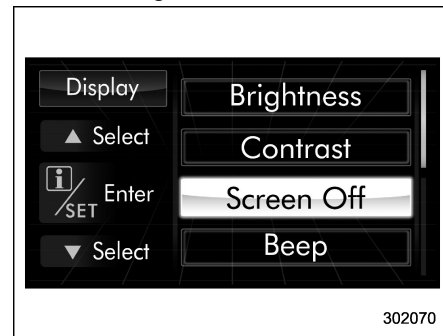 Display
▲ Select
i/SET Enter
▼ Select
Brightness
Contrast
Screen Off
Beep
302070